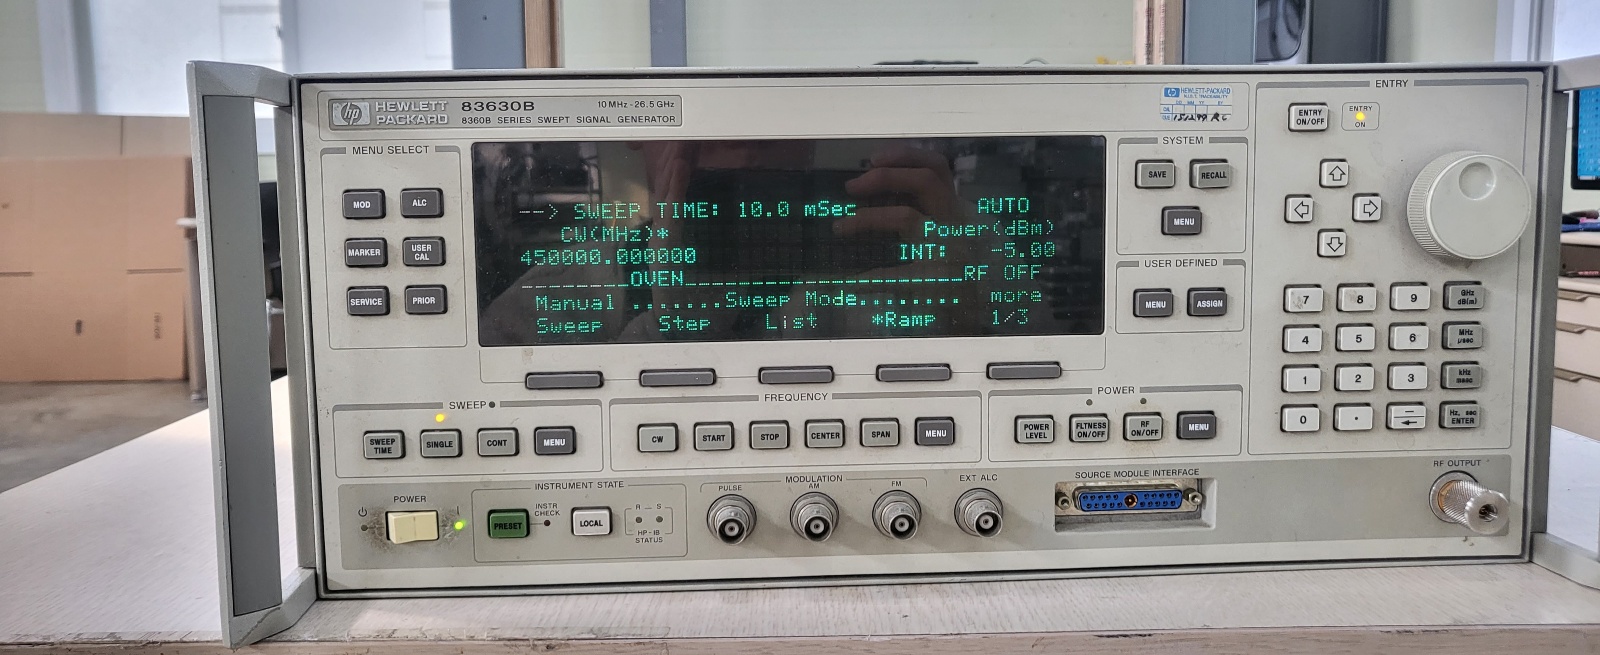 hp HEWLETT PACKARD
83630B 10 MHz - 26.5 GHz
8360B SERIES SWEPT SIGNAL GENERATOR
HEWLETT-PACKARD
MENU SELECT
MOD ALC
MARKER USER CAL
SERVICE PRIOR
--> SWEEP TIME: 10.0 mSec AUTO
CW(MHz)* Power(dBm)
450000.000000 INT: -5.00
________OVEN_____________________RF OFF
Manual .......Sweep Mode........ more
Sweep Step List *Ramp 1/3
SYSTEM
SAVE RECALL
MENU
USER DEFINED
MENU ASSIGN
ENTRY
ENTRY ON/OFF
ENTRY ON
7 8 9 GHz dB(m)
4 5 6 MHz µsec
1 2 3 kHz msec
0 . – Hz, sec ENTER
SWEEP
SWEEP TIME SINGLE CONT MENU
FREQUENCY
CW START STOP CENTER SPAN MENU
POWER
POWER LEVEL FLTNESS ON/OFF RF ON/OFF MENU
POWER
INSTRUMENT STATE
PRESET
INSTR CHECK
LOCAL
R S
HP-IB STATUS
MODULATION
PULSE AM FM
EXT ALC
SOURCE MODULE INTERFACE
RF OUTPUT